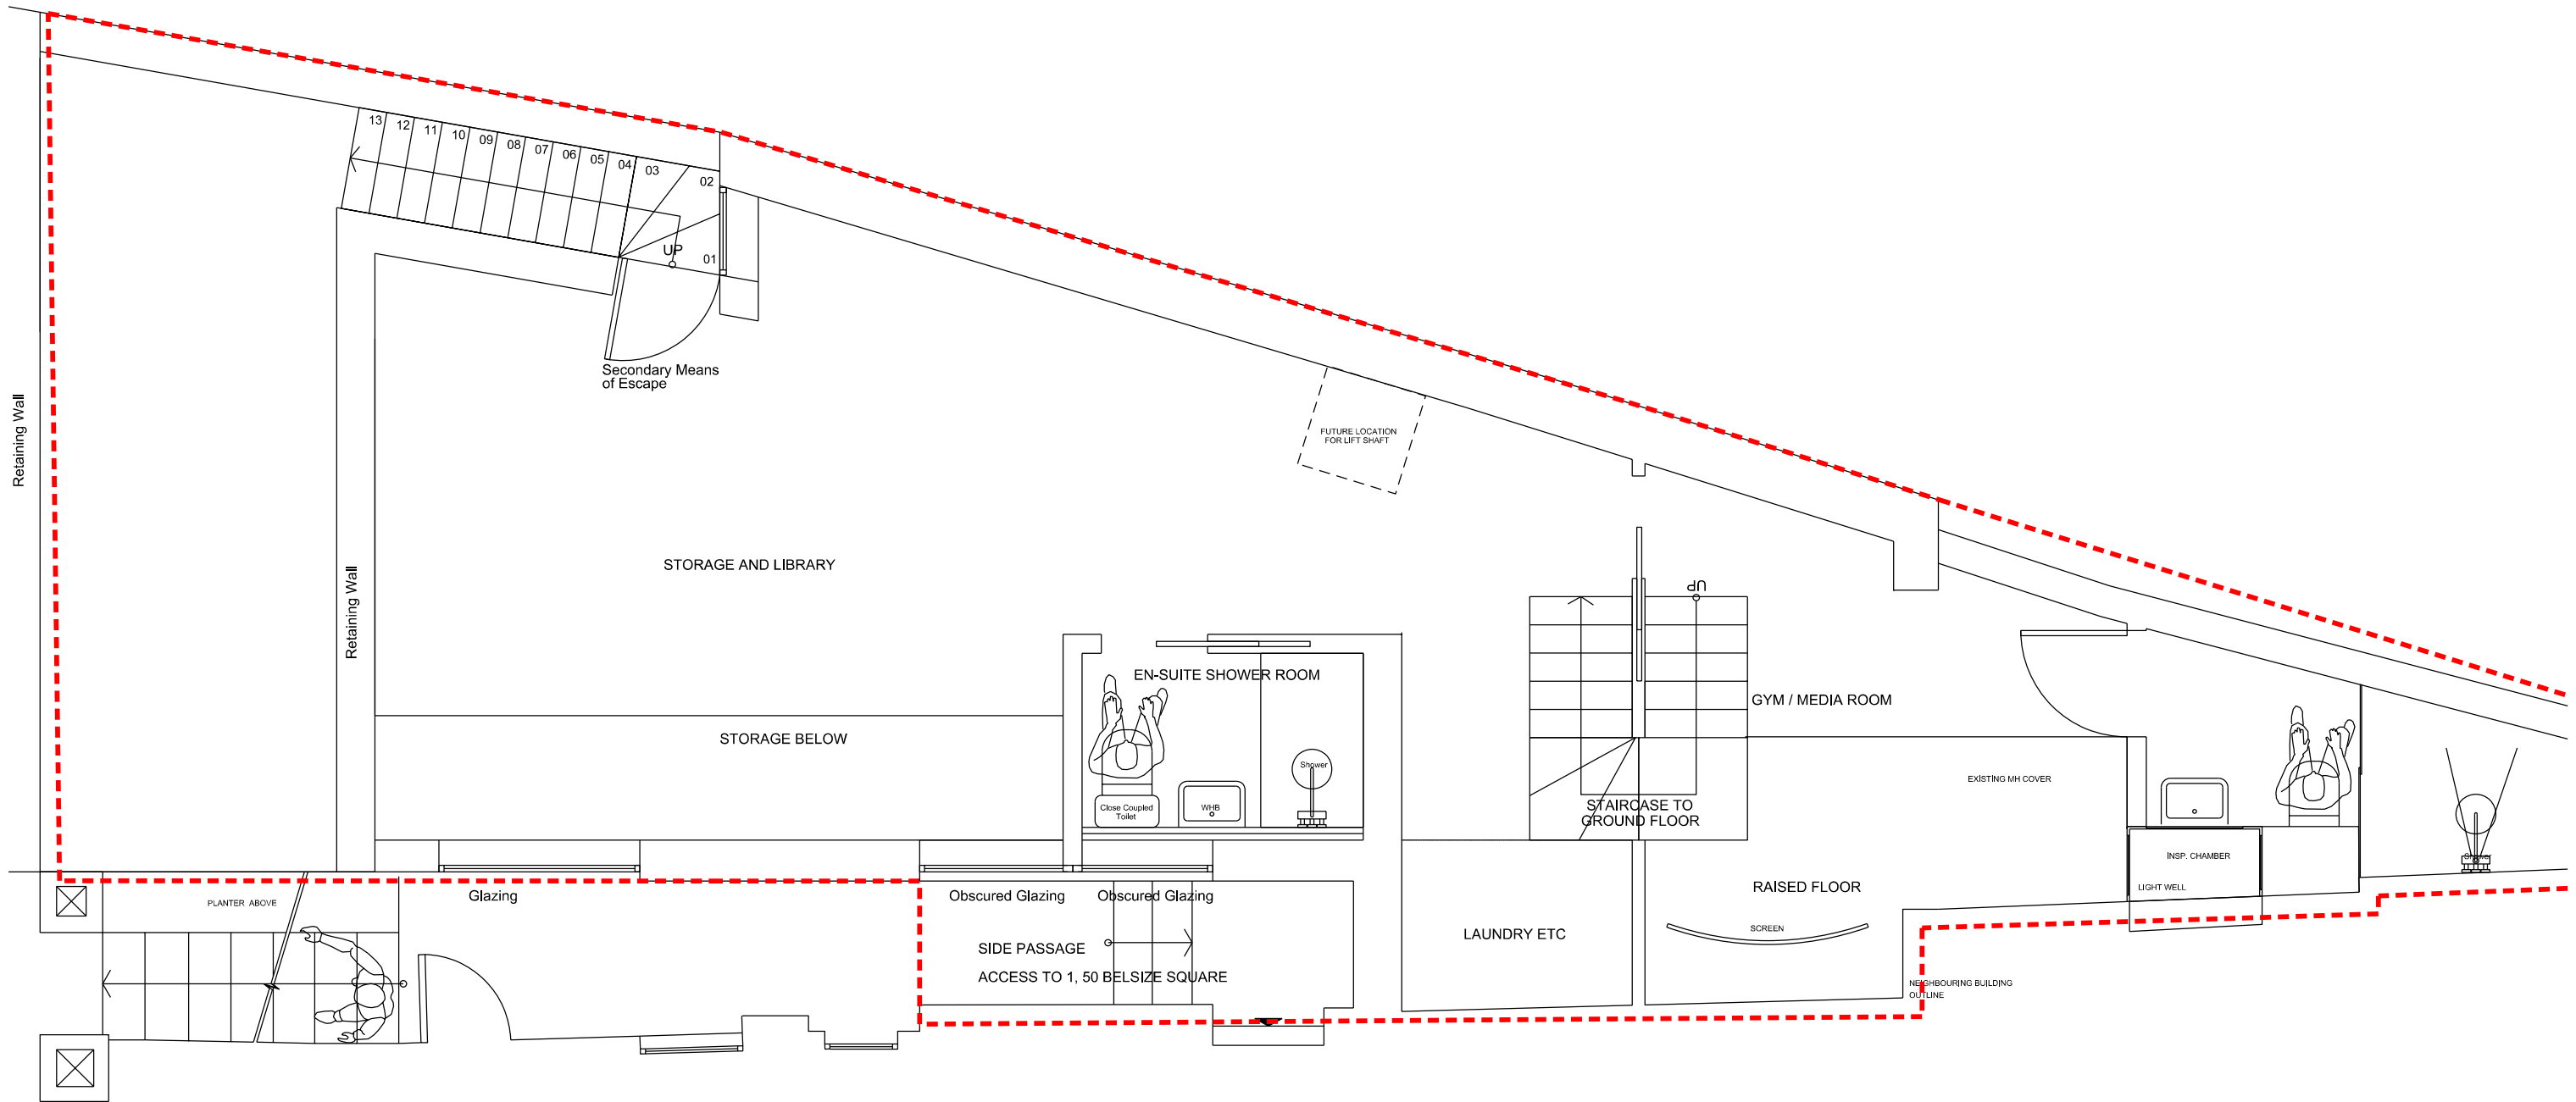 13
12
11
10
09
08
07
06
05
04
03
02
01
UP
Secondary Means
of Escape
Retaining Wall
Retaining Wall
FUTURE LOCATION
FOR LIFT SHAFT
STORAGE AND LIBRARY
STORAGE BELOW
EN-SUITE SHOWER ROOM
Close Coupled
Toilet
WHB
Shower
UP
GYM / MEDIA ROOM
STAIRCASE TO
GROUND FLOOR
EXISTING MH COVER
INSP. CHAMBER
LIGHT WELL
Shower
RAISED FLOOR
SCREEN
LAUNDRY ETC
NEIGHBOURING BUILDING
OUTLINE
PLANTER ABOVE
Glazing
Obscured Glazing
Obscured Glazing
SIDE PASSAGE
ACCESS TO 1, 50 BELSIZE SQUARE